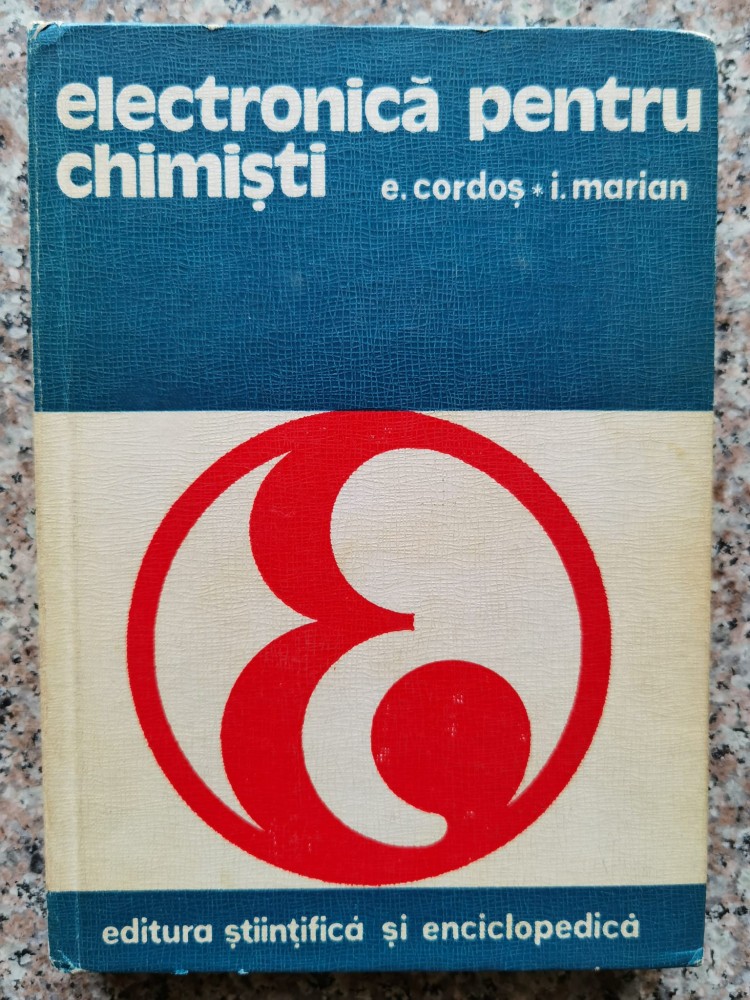 electronică pentru
chimiști
e. cordoș * i. marian
editura științifică și enciclopedică